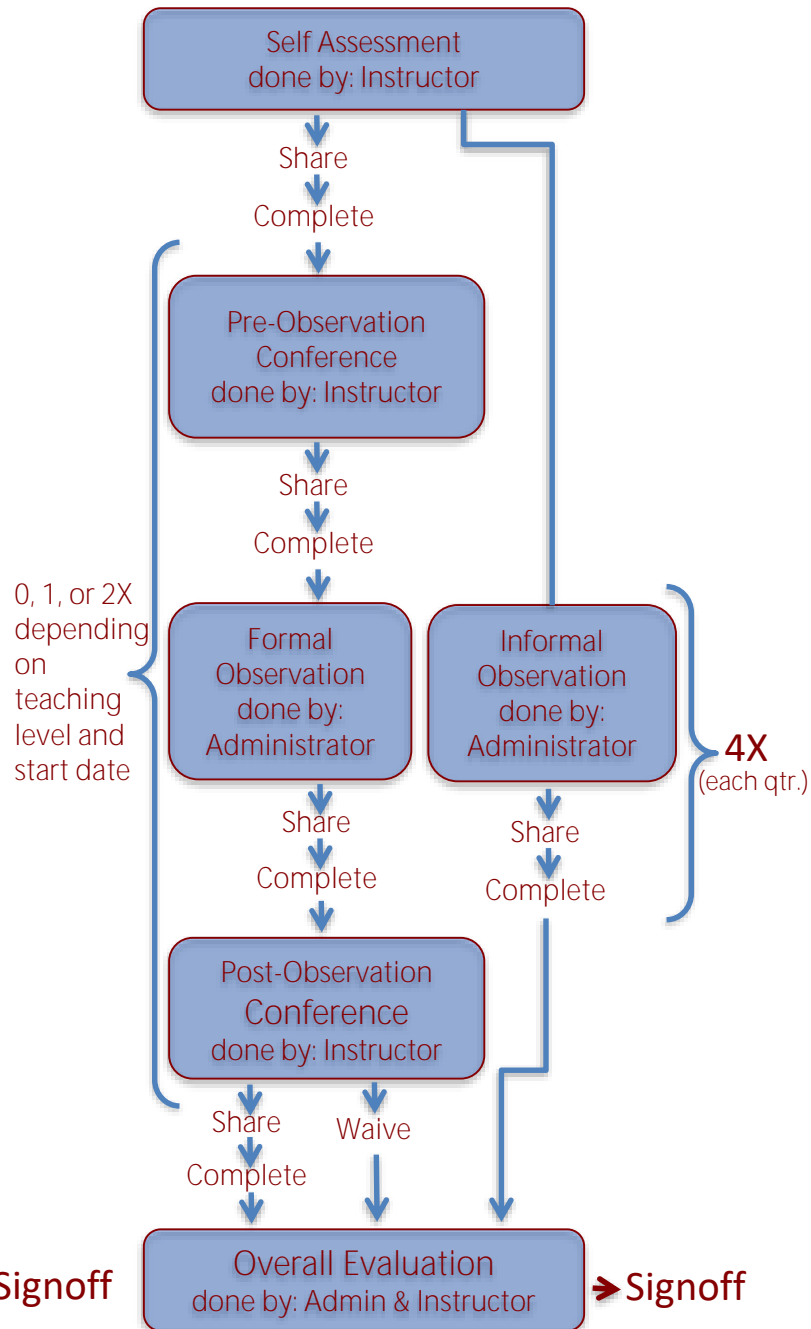 Self Assessment
done by: Instructor
Share
Complete
Pre-Observation
Conference
done by: Instructor
Share
Complete
0, 1, or 2X
depending
on
teaching
level and
start date
Formal
Observation
done by:
Administrator
Informal
Observation
done by:
Administrator
4X
(each qtr.)
Share
Complete
Share
Complete
Post-Observation
Conference
done by: Instructor
Share
Complete
Waive
Signoff
Overall Evaluation
done by: Admin & Instructor
Signoff